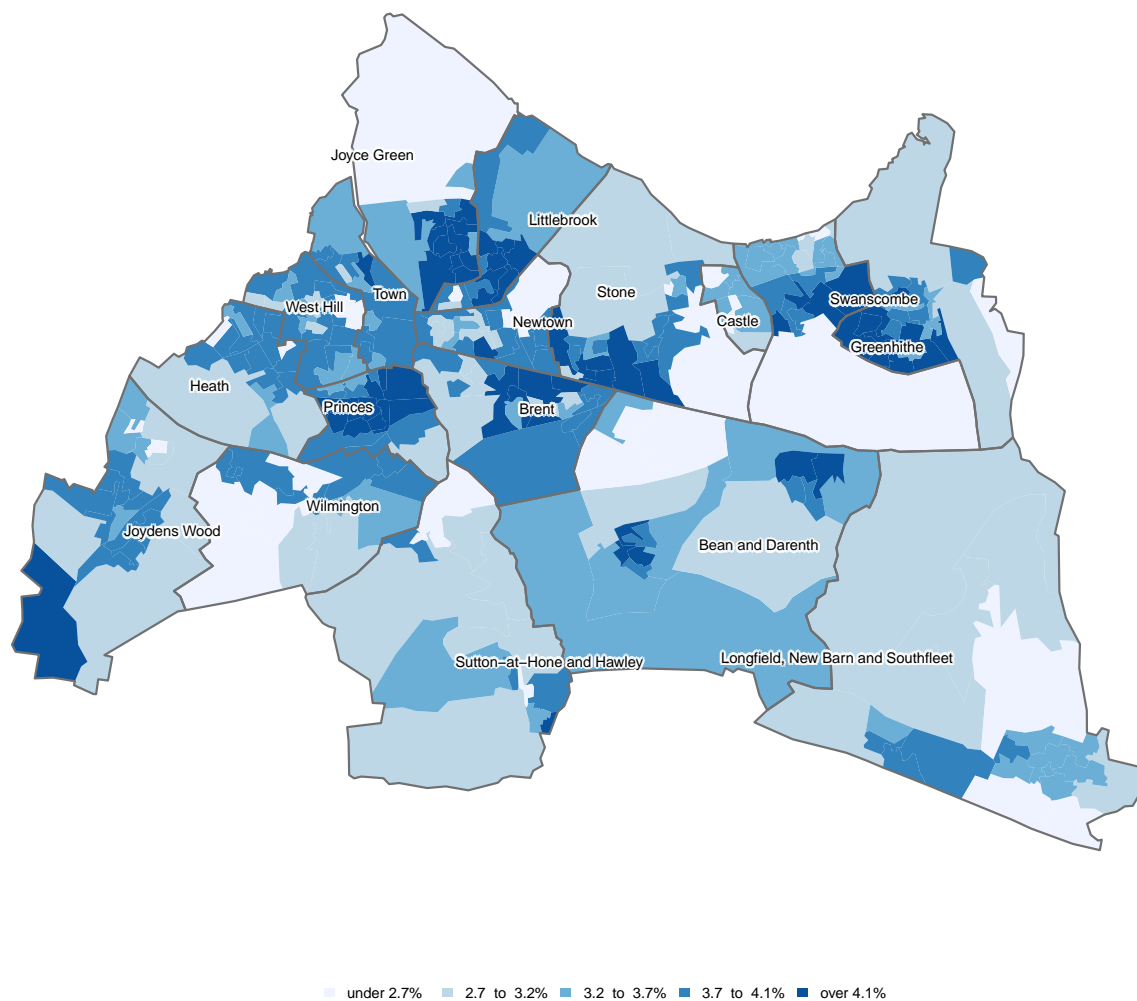 Joyce Green
Littlebrook
Stone
Swanscombe
Town
West Hill
Newtown
Castle
Greenhithe
Heath
Princes
Brent
Wilmington
Joydens Wood
Bean and Darenth
Sutton−at−Hone and Hawley
Longfield, New Barn and Southfleet
under 2.7% 2.7 to 3.2% 3.2 to 3.7% 3.7 to 4.1% over 4.1%